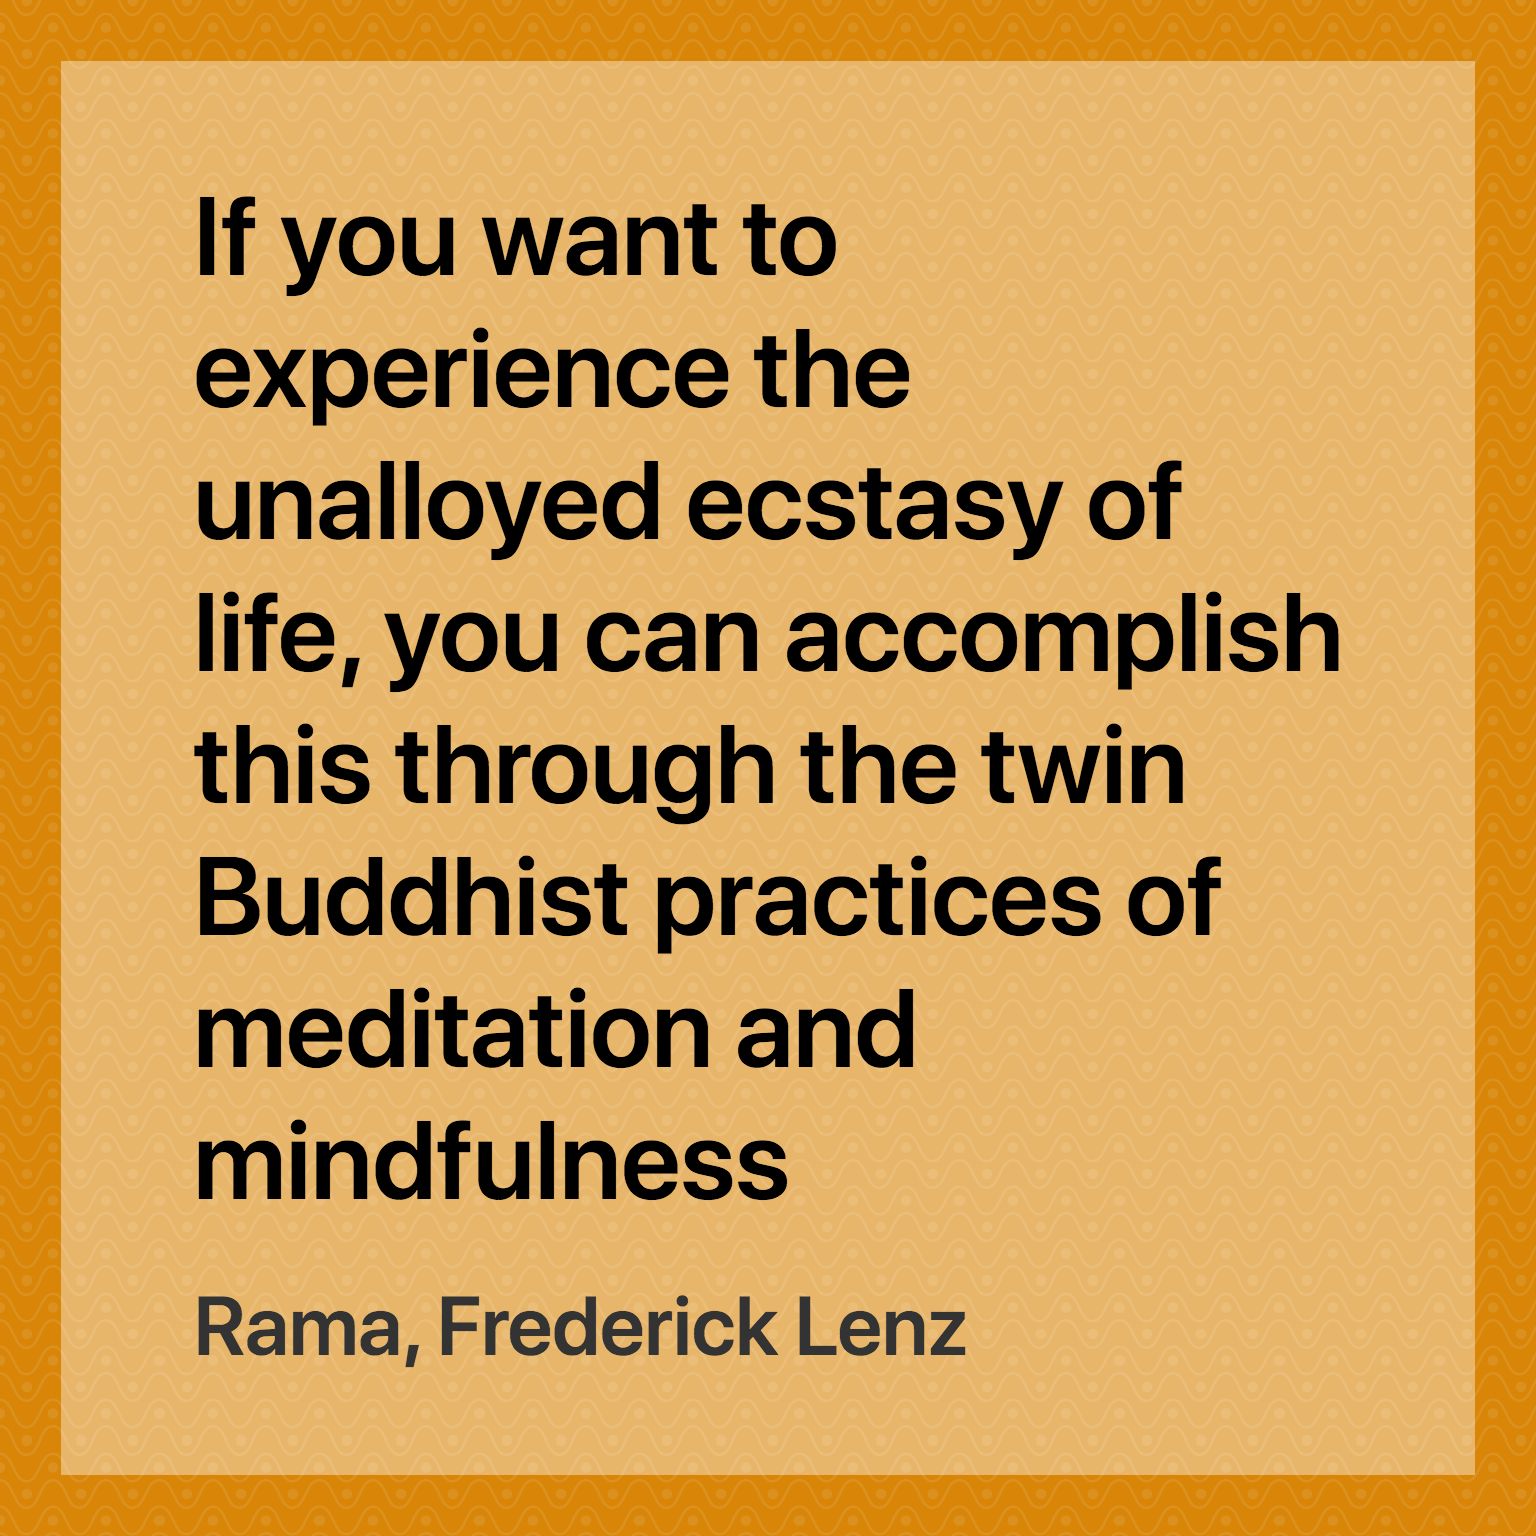 If you want to
experience the
unalloyed ecstasy of
life, you can accomplish
this through the twin
Buddhist practices of
meditation and
mindfulness
Rama, Frederick Lenz